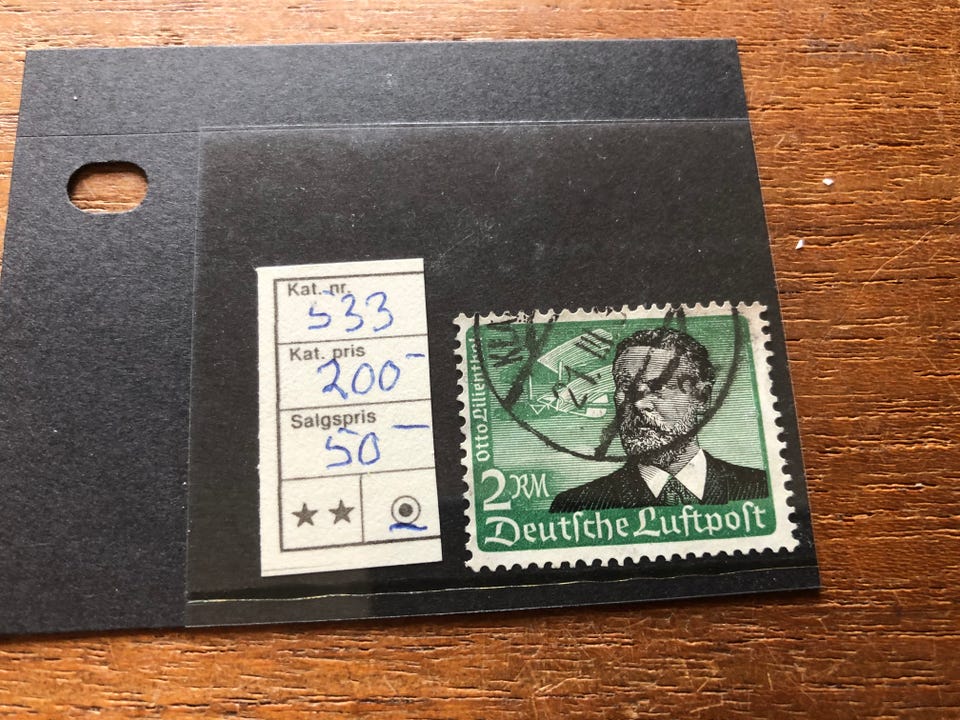 Kat. nr.
533
Kat. pris
200-
Salgspris
50-
Otto Lilienthal
2 RM
Deutsche Luftpost